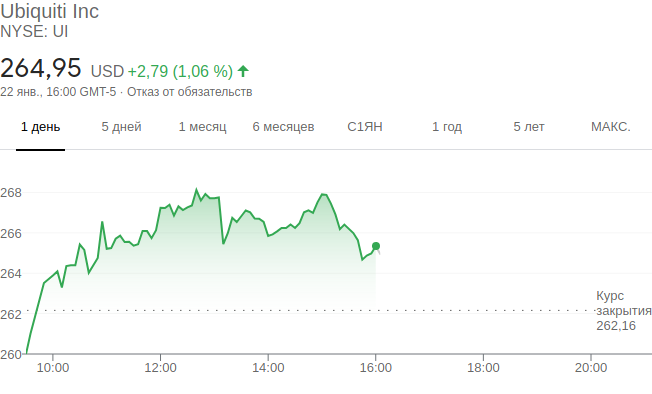 Ubiquiti Inc
NYSE: UI
264,95 USD +2,79 (1,06 %)
22 янв., 16:00 GMT-5 · Отказ от обязательств
1 день 5 дней 1 месяц 6 месяцев С1ЯН 1 год 5 лет МАКС.
268
266
264
Курс
закрытия
262,16
262
260
10:00 12:00 14:00 16:00 18:00 20:00